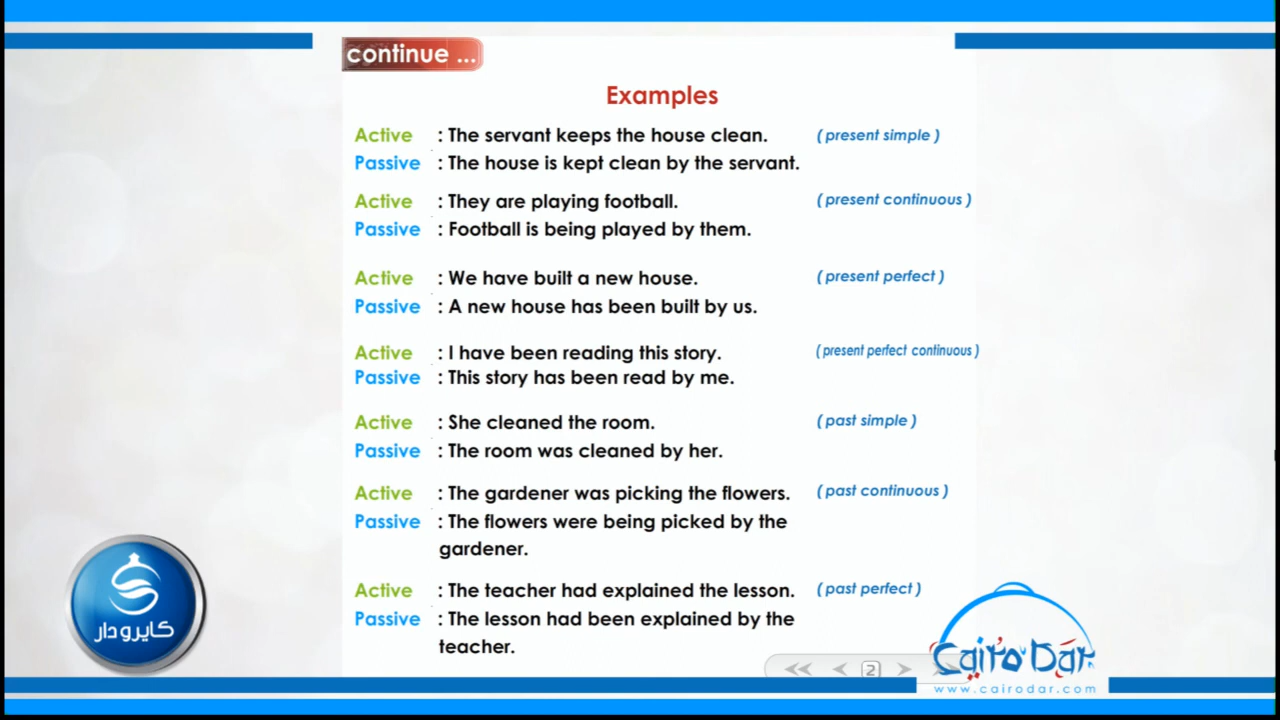 continue ...
Examples
Active : The servant keeps the house clean. ( present simple )
Passive : The house is kept clean by the servant.
Active : They are playing football. ( present continuous )
Passive : Football is being played by them.
Active : We have built a new house. ( present perfect )
Passive : A new house has been built by us.
Active : I have been reading this story. ( present perfect continuous )
Passive : This story has been read by me.
Active : She cleaned the room. ( past simple )
Passive : The room was cleaned by her.
Active : The gardener was picking the flowers. ( past continuous )
Passive : The flowers were being picked by the
gardener.
Active : The teacher had explained the lesson. ( past perfect )
Passive : The lesson had been explained by the
teacher.
كايرودار
2
Cairo Dar
www.cairodar.com